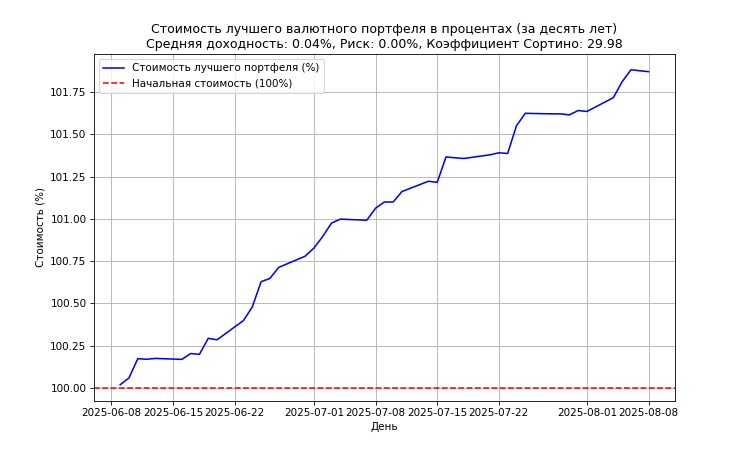 Стоимость лучшего валютного портфеля в процентах (за десять лет)
Средняя доходность: 0.04%, Риск: 0.00%, Коэффициент Сортино: 29.98
Стоимость лучшего портфеля (%)
Начальная стоимость (100%)
Стоимость (%)
101.75
101.50
101.25
101.00
100.75
100.50
100.25
100.00
2025-06-08 2025-06-15 2025-06-22 2025-07-01 2025-07-08 2025-07-15 2025-07-22 2025-08-01 2025-08-08
День